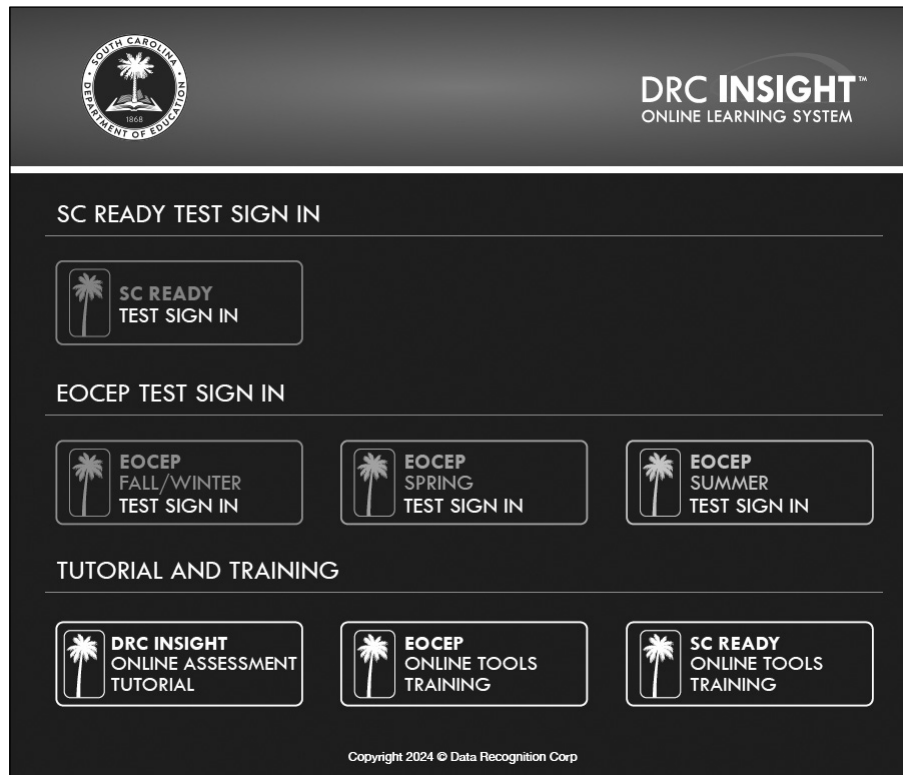 SOUTH CAROLINA
1868
DEPARTMENT OF EDUCATION
DRC INSIGHT™
ONLINE LEARNING SYSTEM
SC READY TEST SIGN IN
SC READY
TEST SIGN IN
EOCEP TEST SIGN IN
EOCEP
FALL/WINTER
TEST SIGN IN
EOCEP
SPRING
TEST SIGN IN
EOCEP
SUMMER
TEST SIGN IN
TUTORIAL AND TRAINING
DRC INSIGHT
ONLINE ASSESSMENT
TUTORIAL
EOCEP
ONLINE TOOLS
TRAINING
SC READY
ONLINE TOOLS
TRAINING
Copyright 2024 © Data Recognition Corp